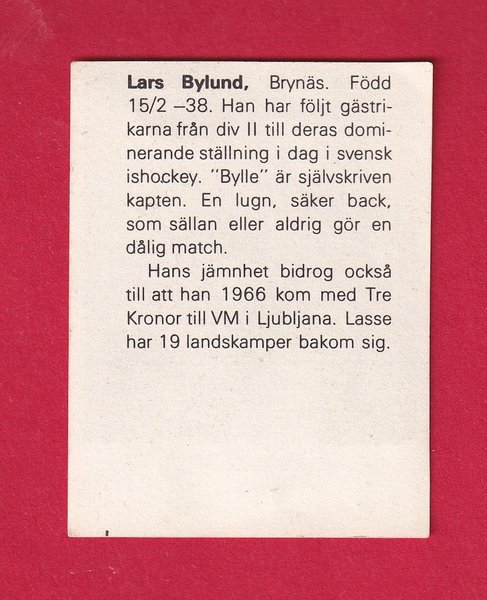 Lars Bylund, Brynäs. Född
15/2 –38. Han har följt gästri-
karna från div II till deras domi-
nerande ställning i dag i svensk
ishockey. "Bylle" är självskriven
kapten. En lugn, säker back,
som sällan eller aldrig gör en
dålig match.
Hans jämnhet bidrog också
till att han 1966 kom med Tre
Kronor till VM i Ljubljana. Lasse
har 19 landskamper bakom sig.